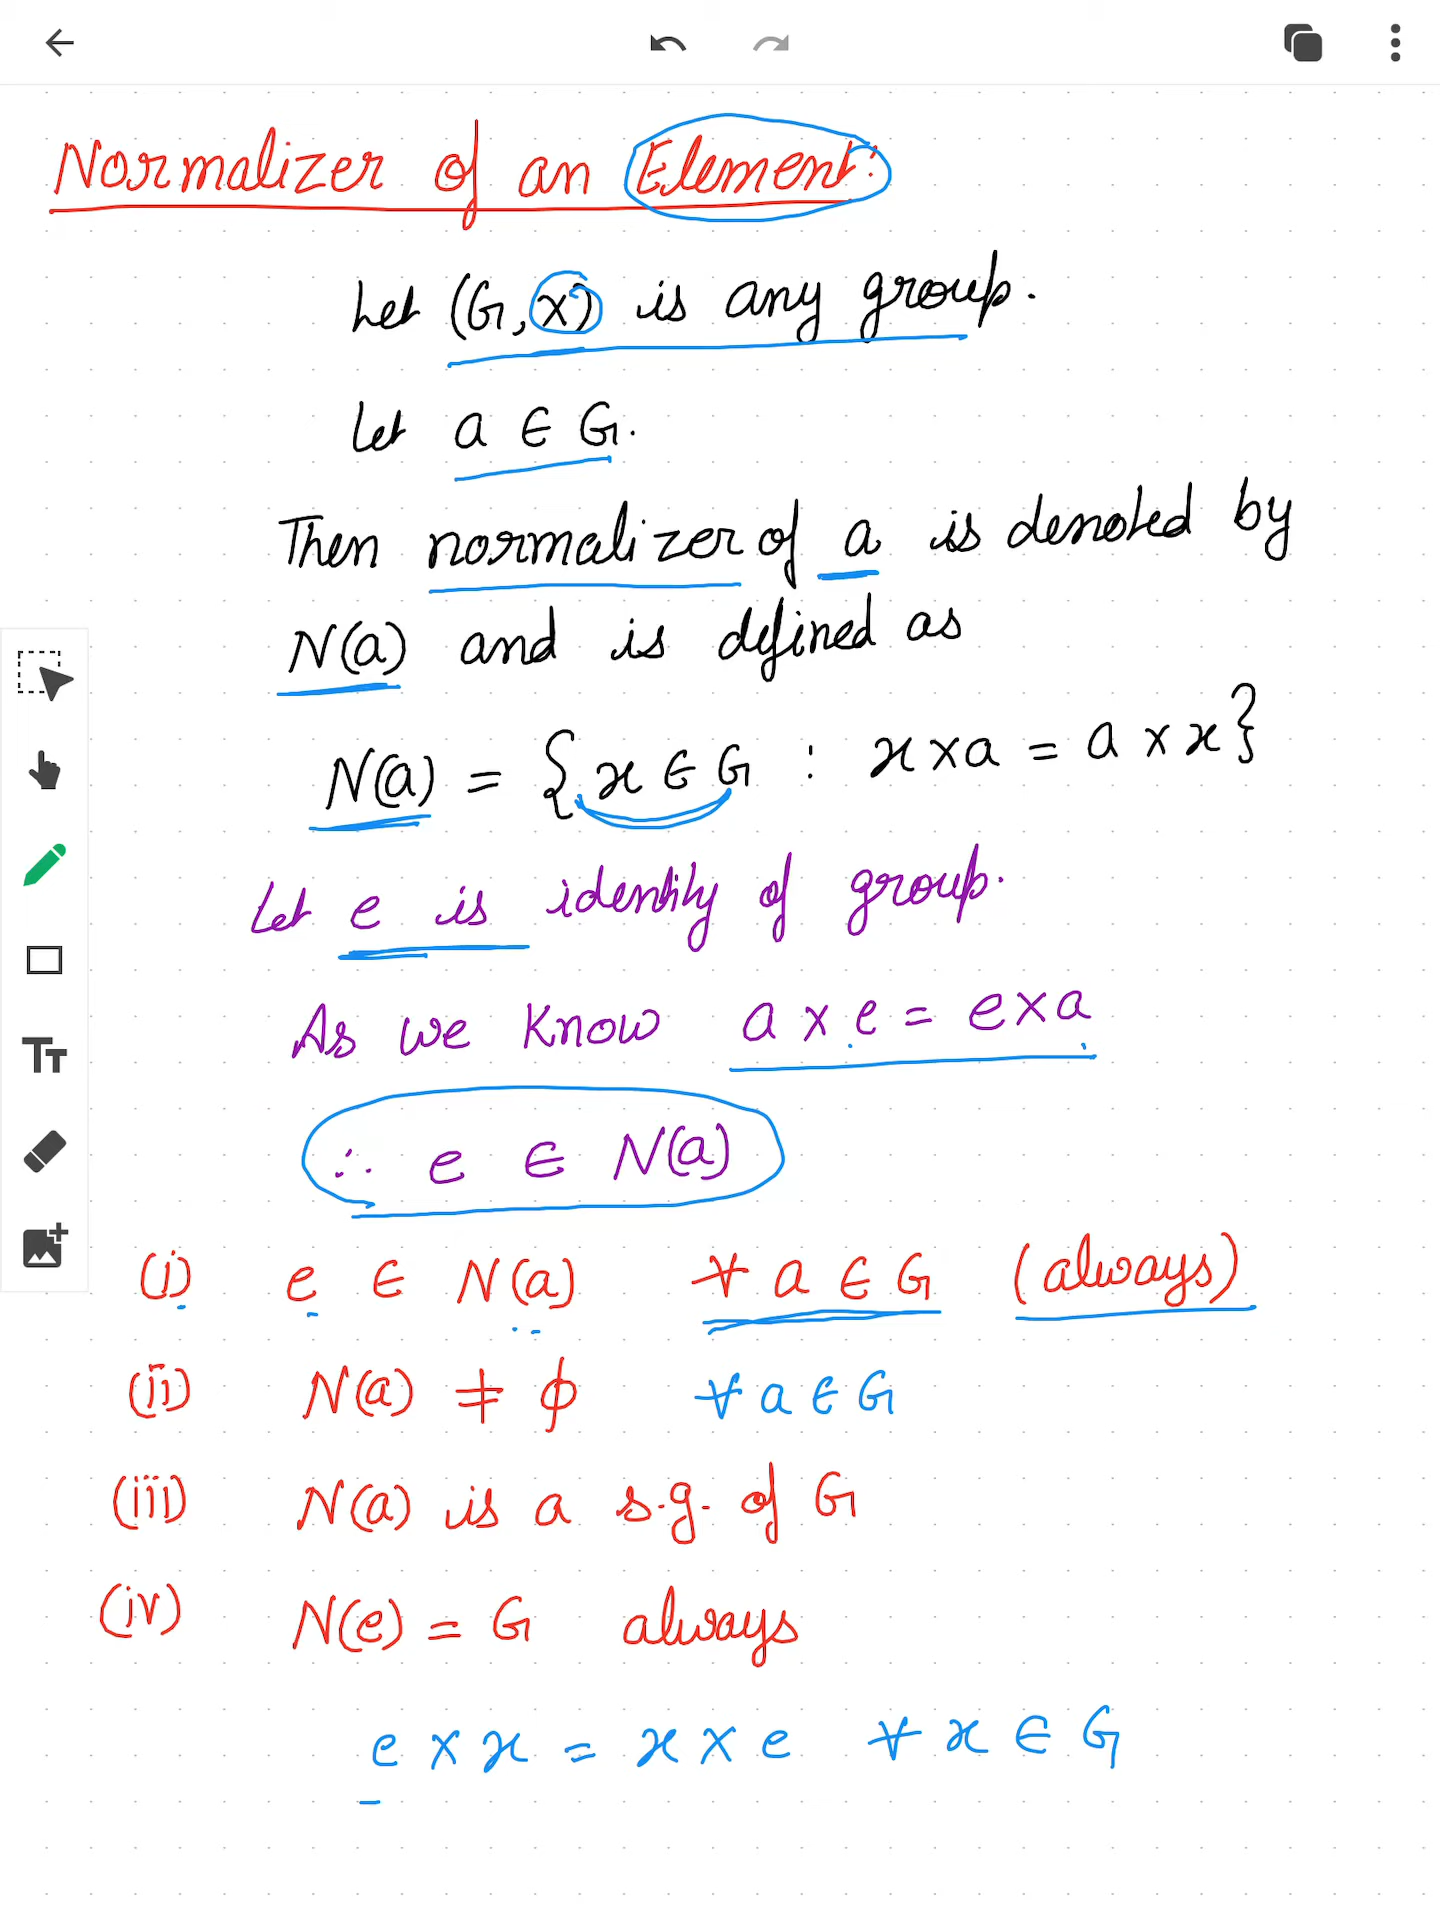 Normalizer of an Element:
Let (G, ×) is any group.
Let a ∈ G.
Then normalizer of a is denoted by
N(a) and is defined as
N(a) = {x ∈ G : x × a = a × x}
Let e is identity of group.
As we know a × e = e × a
∴ e ∈ N(a)
(i) e ∈ N(a) ∀ a ∈ G (always)
(ii) N(a) ≠ ϕ ∀ a ∈ G
(iii) N(a) is a s.g. of G
(iv) N(e) = G always
e × x = x × e ∀ x ∈ G
TT